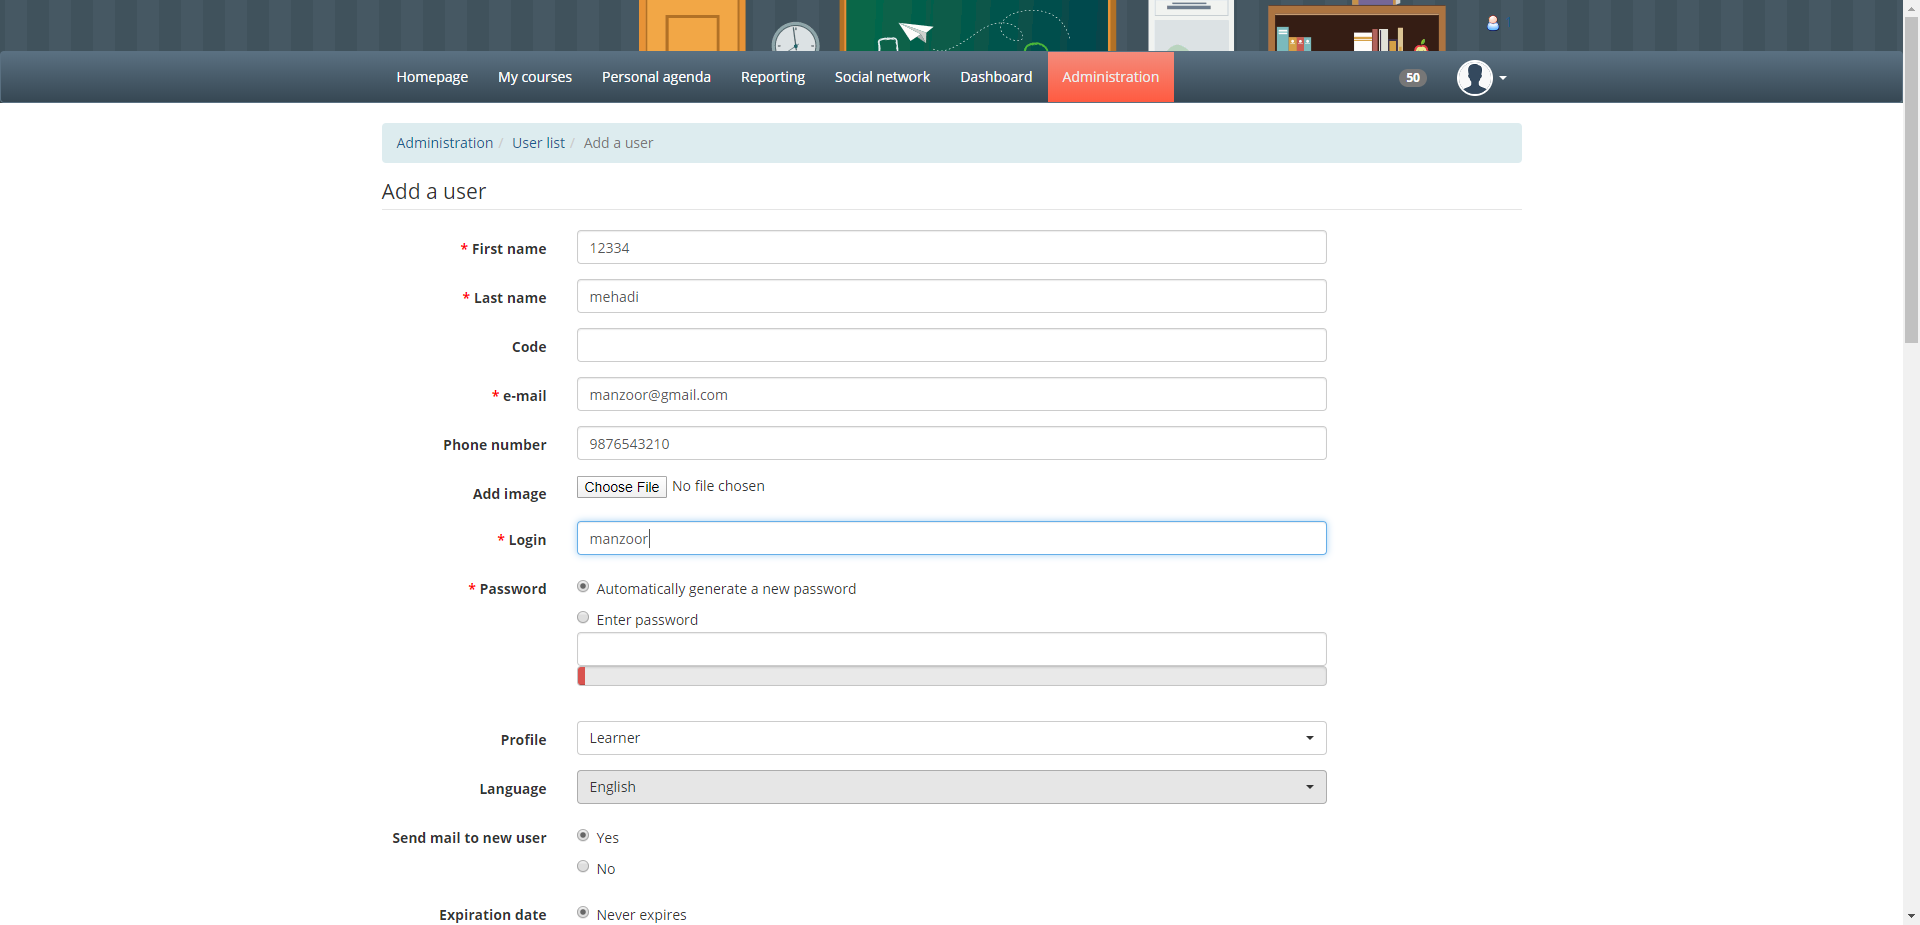 Homepage My courses Personal agenda Reporting Social network Dashboard Administration 50
Administration / User list / Add a user
Add a user
* First name 12334
* Last name mehadi
Code
* e-mail manzoor@gmail.com
Phone number 9876543210
Add image Choose File No file chosen
* Login manzoor
* Password Automatically generate a new password
Enter password
Profile Learner
Language English
Send mail to new user Yes
No
Expiration date Never expires